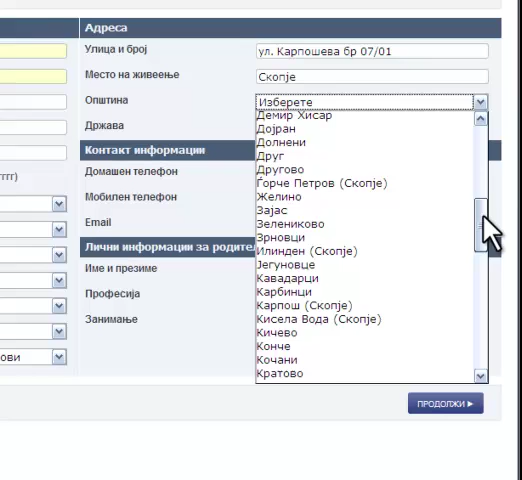 Адреса
Улица и број
ул. Карпошева бр 07/01
Место на живеење
Скопје
Општина
Изберете
Држава
Контакт информации
Домашен телефон
Мобилен телефон
Email
Лични информации за родител
Име и презиме
Професија
Занимање
Демир Хисар
Дојран
Долнени
Друг
Другово
Ѓорче Петров (Скопје)
Желино
Зајас
Зелениково
Зрновци
Илинден (Скопје)
Јегуновце
Кавадарци
Карбинци
Карпош (Скопје)
Кисела Вода (Скопје)
Кичево
Конче
Кочани
Кратово
гггг)
ови
ПРОДОЛЖИ